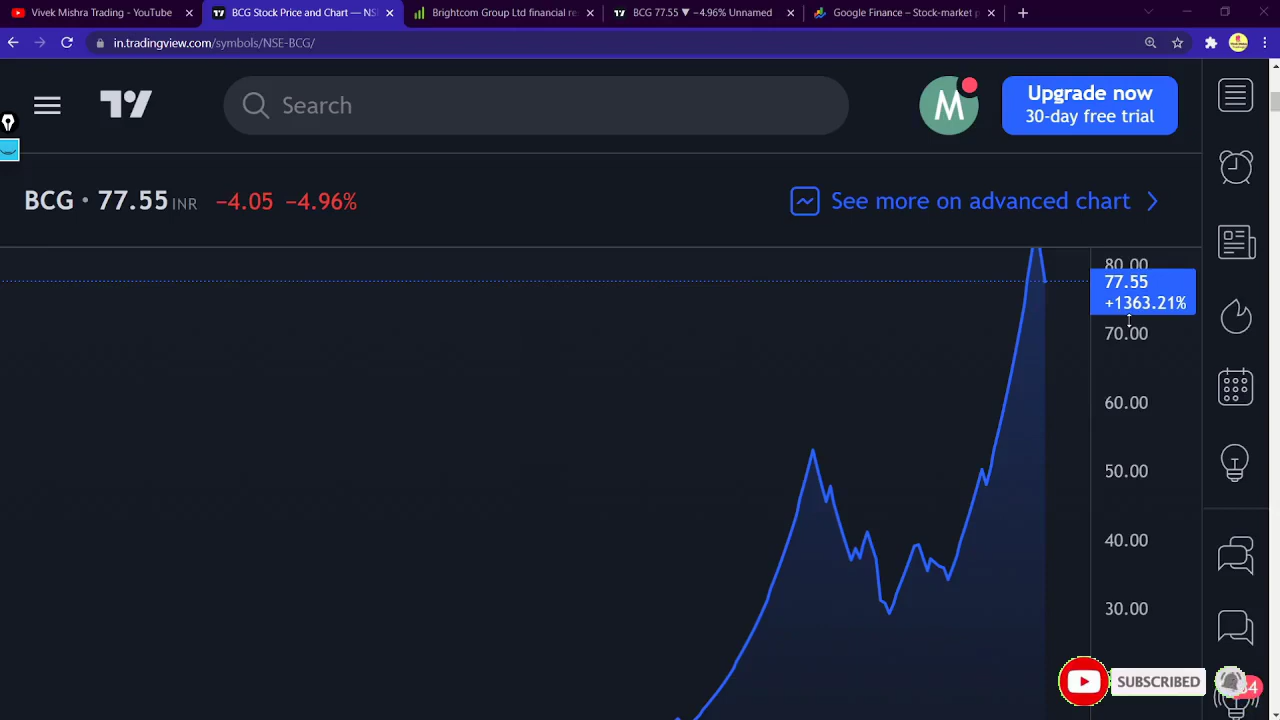 Vivek Mishra Trading - YouTube
BCG Stock Price and Chart — NS
Brightcom Group Ltd financial re
BCG 77.55 ▼ −4.96% Unnamed
Google Finance – Stock-market p
in.tradingview.com/symbols/NSE-BCG/
Search
M
Upgrade now
30-day free trial
BCG • 77.55 INR −4.05 −4.96%
See more on advanced chart
80.00
77.55
+1363.21%
70.00
60.00
50.00
40.00
30.00
SUBSCRIBED